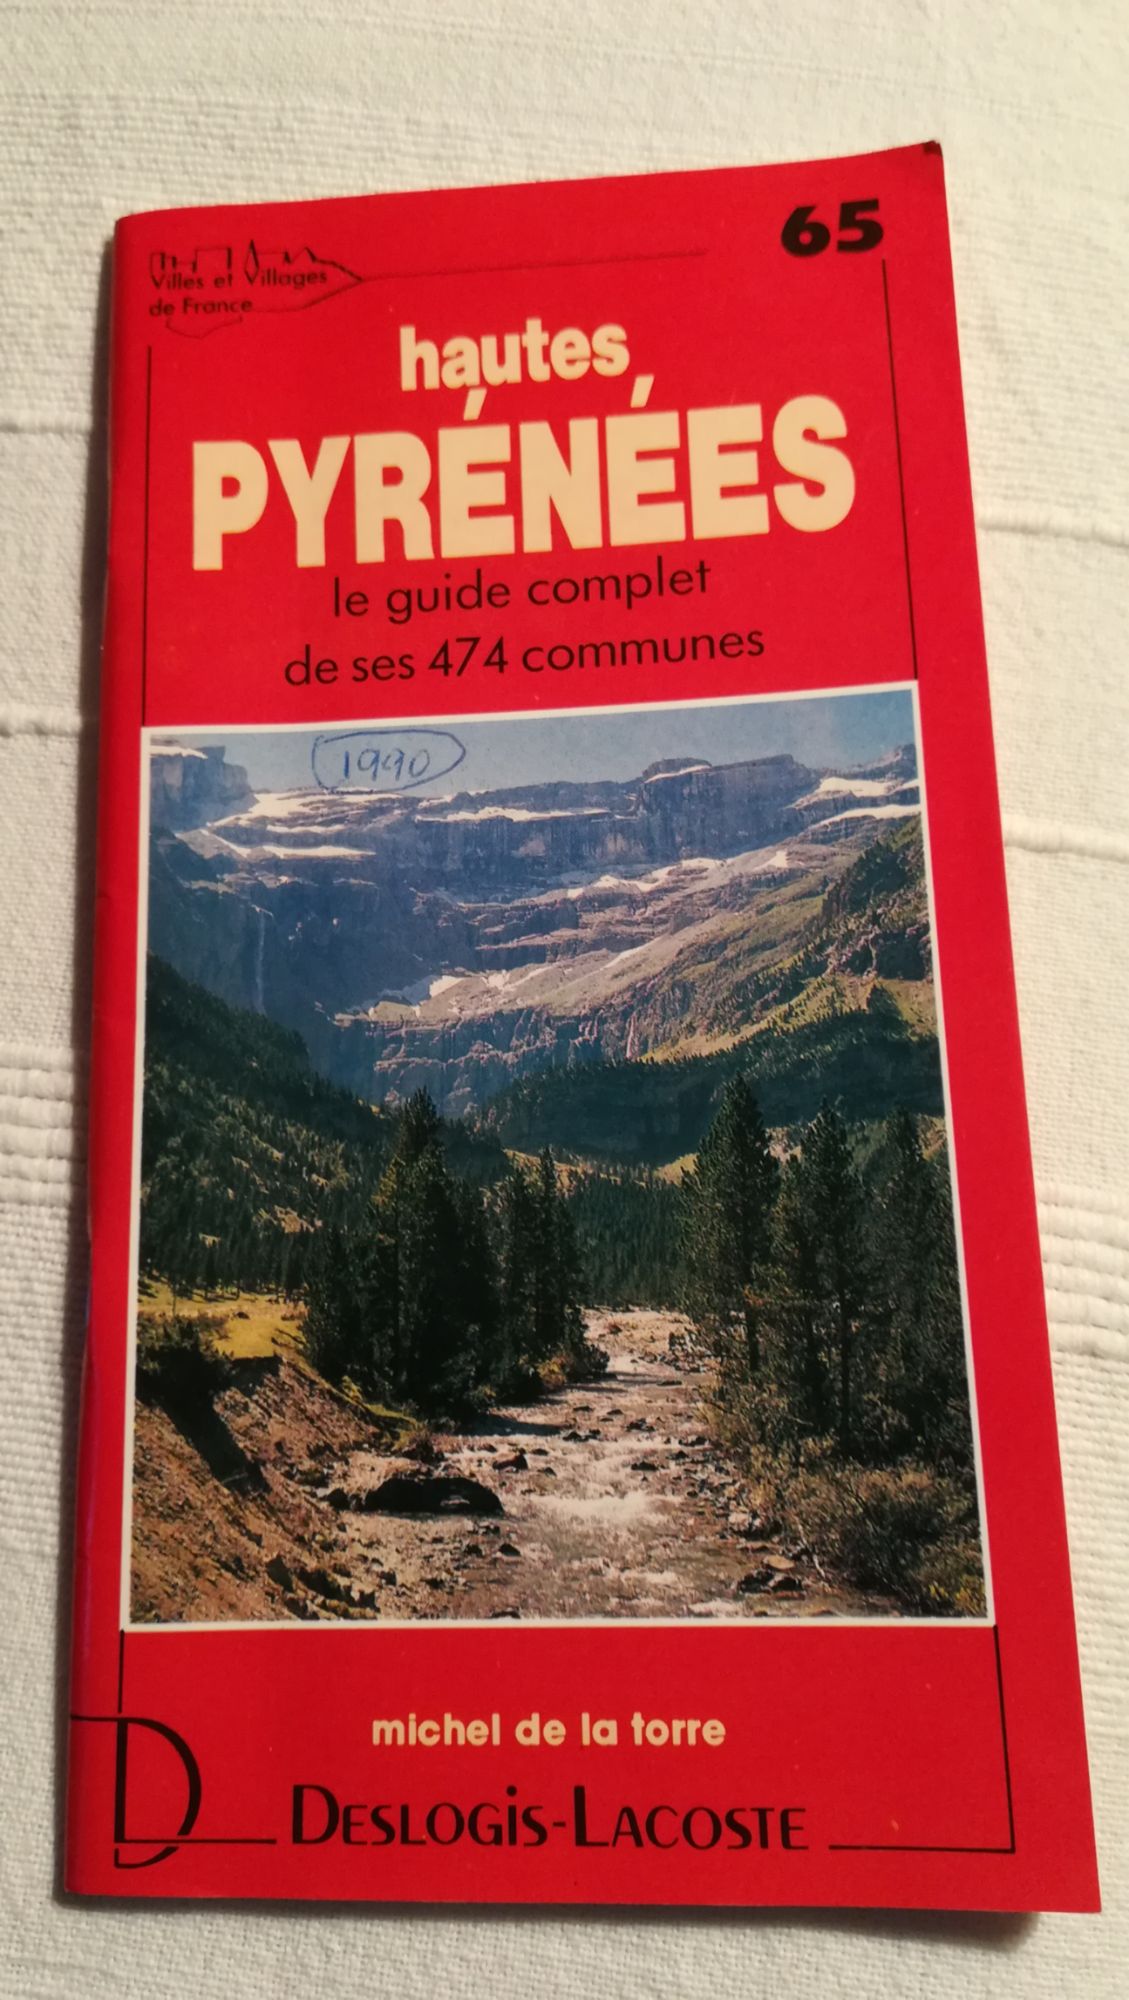 65
Villes et Villages
de France
hautes
PYRÉNÉES
le guide complet
de ses 474 communes
1990
michel de la torre
D
DESLOGIS-LACOSTE